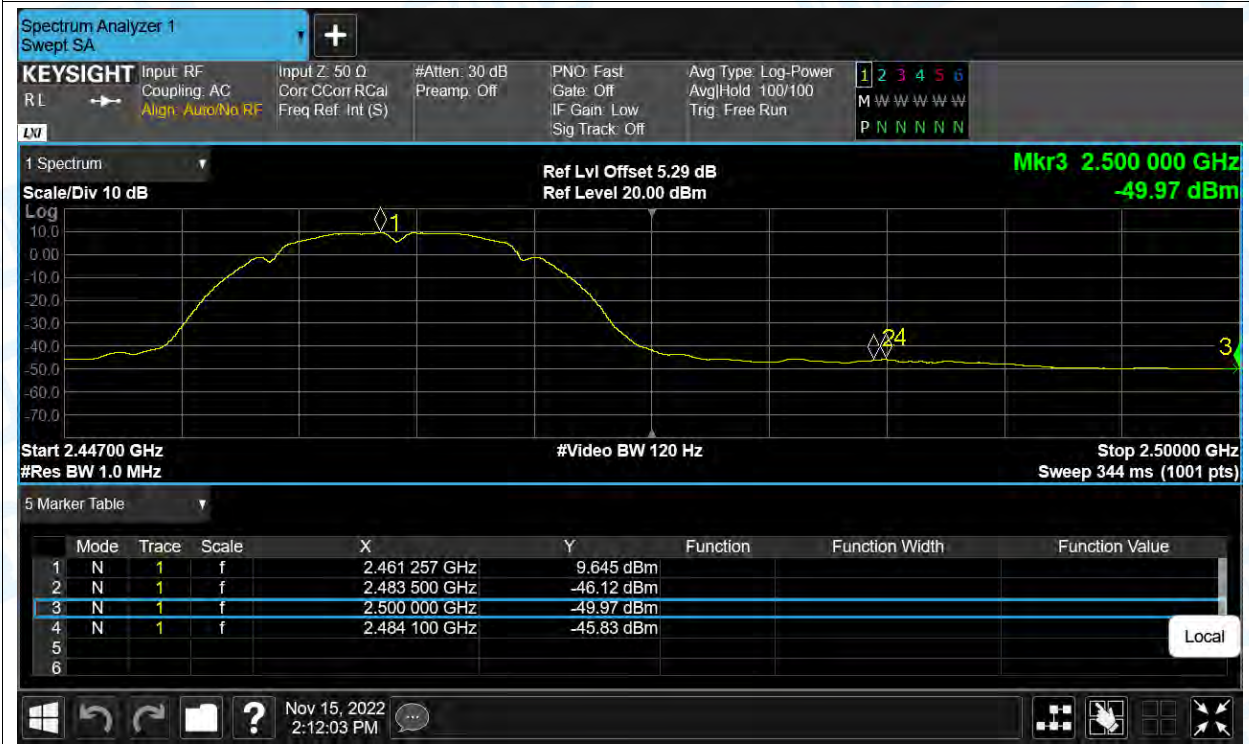 Spectrum Analyzer 1
Swept SA
+
KEYSIGHT
R L
LXI
Input: RF
Coupling: AC
Align: Auto/No RF
Input Z: 50 Ω
Corr CCorr RCal
Freq Ref: Int (S)
#Atten: 30 dB
Preamp: Off
PNO: Fast
Gate: Off
IF Gain: Low
Sig Track: Off
Avg Type: Log-Power
Avg|Hold: 100/100
Trig: Free Run
1 2 3 4 5 6
M W W W W W
P N N N N N
1 Spectrum
Scale/Div 10 dB
Ref Lvl Offset 5.29 dB
Ref Level 20.00 dBm
Mkr3 2.500 000 GHz
-49.97 dBm
Log
10.0
0.00
-10.0
-20.0
-30.0
-40.0
-50.0
-60.0
-70.0
1
2
4
3
Start 2.44700 GHz
#Res BW 1.0 MHz
#Video BW 120 Hz
Stop 2.50000 GHz
Sweep 344 ms (1001 pts)
5 Marker Table
Mode Trace Scale X Y Function Function Width Function Value
1 N 1 f 2.461 257 GHz 9.645 dBm
2 N 1 f 2.483 500 GHz -46.12 dBm
3 N 1 f 2.500 000 GHz -49.97 dBm
4 N 1 f 2.484 100 GHz -45.83 dBm
5
6
Local
?
Nov 15, 2022
2:12:03 PM